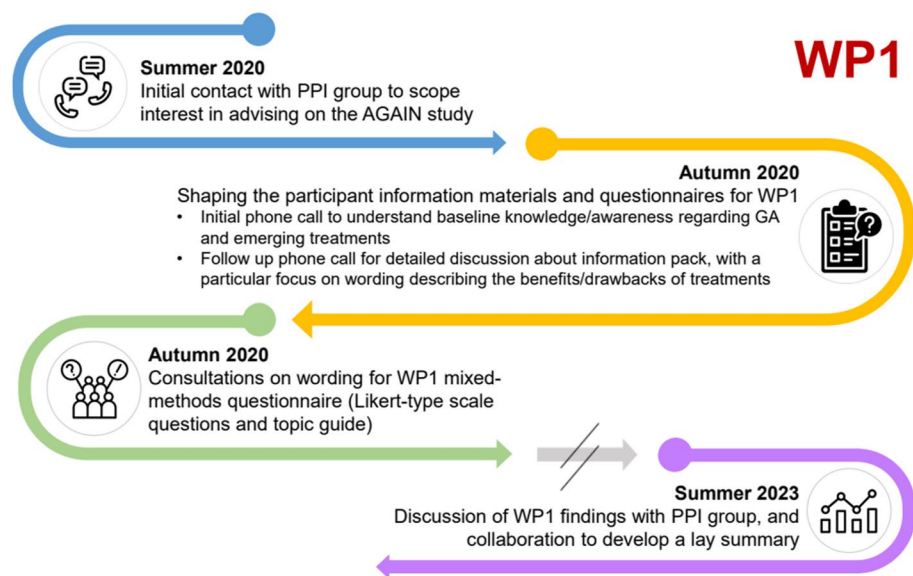 WP1
Summer 2020
Initial contact with PPI group to scope
interest in advising on the AGAIN study
Autumn 2020
Shaping the participant information materials and questionnaires for WP1
• Initial phone call to understand baseline knowledge/awareness regarding GA
and emerging treatments
• Follow up phone call for detailed discussion about information pack, with a
particular focus on wording describing the benefits/drawbacks of treatments
Autumn 2020
Consultations on wording for WP1 mixed-
methods questionnaire (Likert-type scale
questions and topic guide)
Summer 2023
Discussion of WP1 findings with PPI group, and
collaboration to develop a lay summary